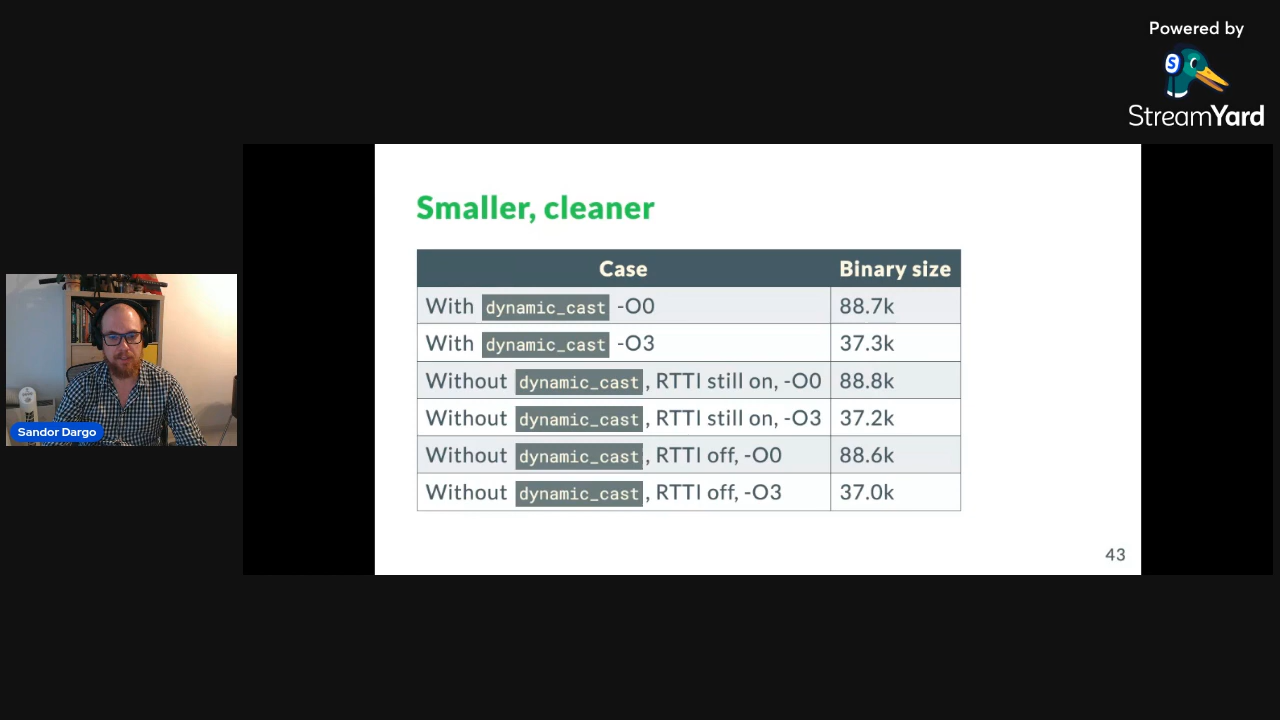 Powered by
S
StreamYard
Smaller, cleaner
Case Binary size
With dynamic_cast -O0 88.7k
With dynamic_cast -O3 37.3k
Without dynamic_cast, RTTI still on, -O0 88.8k
Without dynamic_cast, RTTI still on, -O3 37.2k
Without dynamic_cast, RTTI off, -O0 88.6k
Without dynamic_cast, RTTI off, -O3 37.0k
43
Sandor Dargo